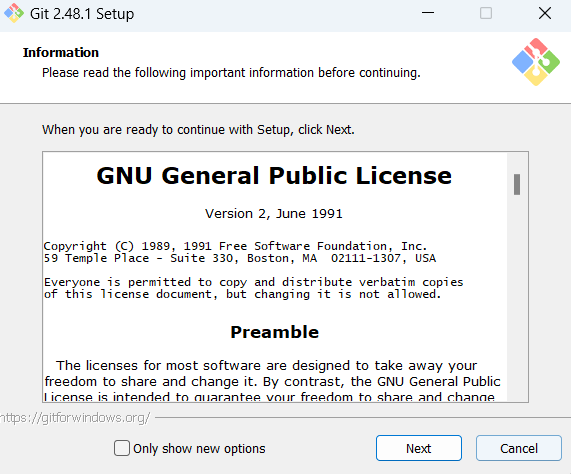 Git 2.48.1 Setup
Information
Please read the following important information before continuing.
When you are ready to continue with Setup, click Next.
GNU General Public License
Version 2, June 1991
Copyright (C) 1989, 1991 Free Software Foundation, Inc.
59 Temple Place - Suite 330, Boston, MA  02111-1307, USA
Everyone is permitted to copy and distribute verbatim copies
of this license document, but changing it is not allowed.
Preamble
The licenses for most software are designed to take away your
freedom to share and change it. By contrast, the GNU General Public
License is intended to guarantee your freedom to share and change
https://gitforwindows.org/
Only show new options
Next
Cancel